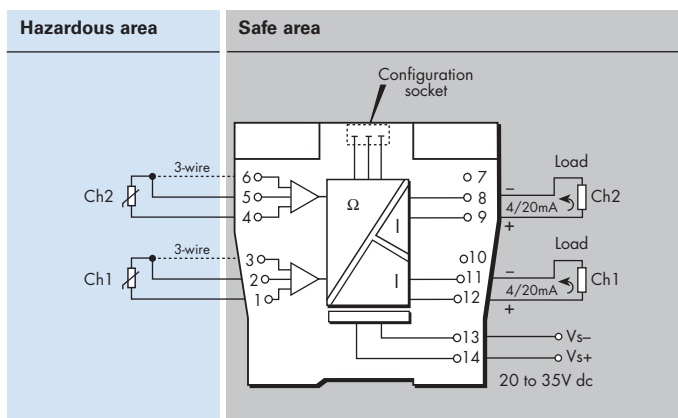 Hazardous area
Safe area
Configuration
socket
3-wire
6
5
4
Ch2
3-wire
3
2
1
Ch1
Ω
I
I
7
8
9
10
11
12
13
14
Load
–
4/20mA
+
Ch2
Load
–
4/20mA
+
Ch1
Vs–
Vs+
20 to 35V dc